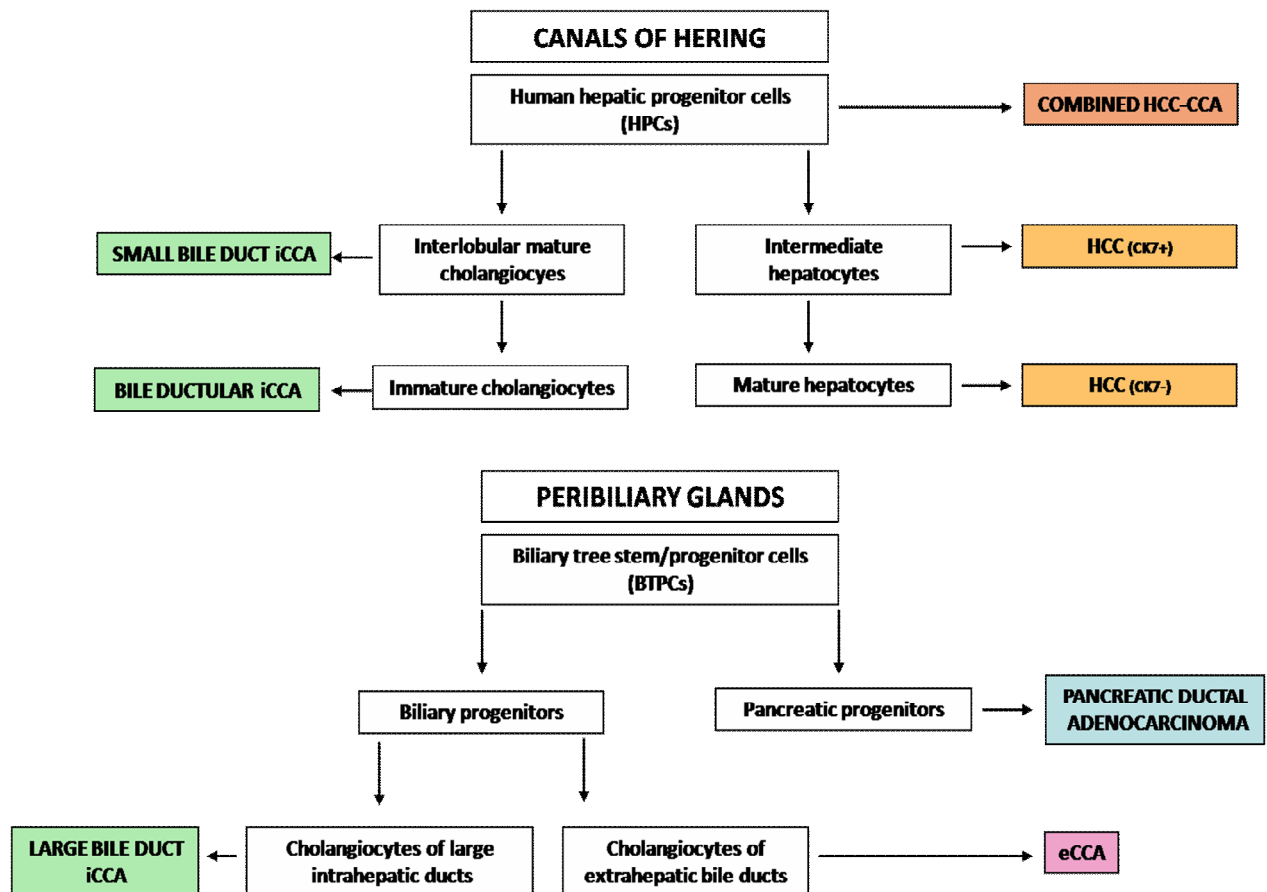 CANALS OF HERING
Human hepatic progenitor cells
(HPCs)
COMBINED HCC-CCA
SMALL BILE DUCT iCCA
Interlobular mature
cholangiocyes
Intermediate
hepatocytes
HCC (CK7+)
BILE DUCTULAR iCCA
Immature cholangiocytes
Mature hepatocytes
HCC (CK7-)
PERIBILIARY GLANDS
Biliary tree stem/progenitor cells
(BTPCs)
Biliary progenitors
Pancreatic progenitors
PANCREATIC DUCTAL
ADENOCARCINOMA
LARGE BILE DUCT
iCCA
Cholangiocytes of large
intrahepatic ducts
Cholangiocytes of
extrahepatic bile ducts
eCCA